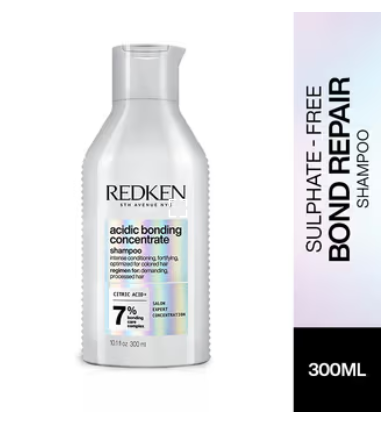 REDKEN
5TH AVENUE NYC
acidic bonding
concentrate
shampoo
intense conditioning, fortifying,
optimized for colored hair
regimen for: demanding,
processed hair
CITRIC ACID+
7%
bonding
care
complex
SALON
EXPERT
CONCENTRATION
10.1 fl oz 300 ml
SULPHATE - FREE
BOND REPAIR
SHAMPOO
300ML